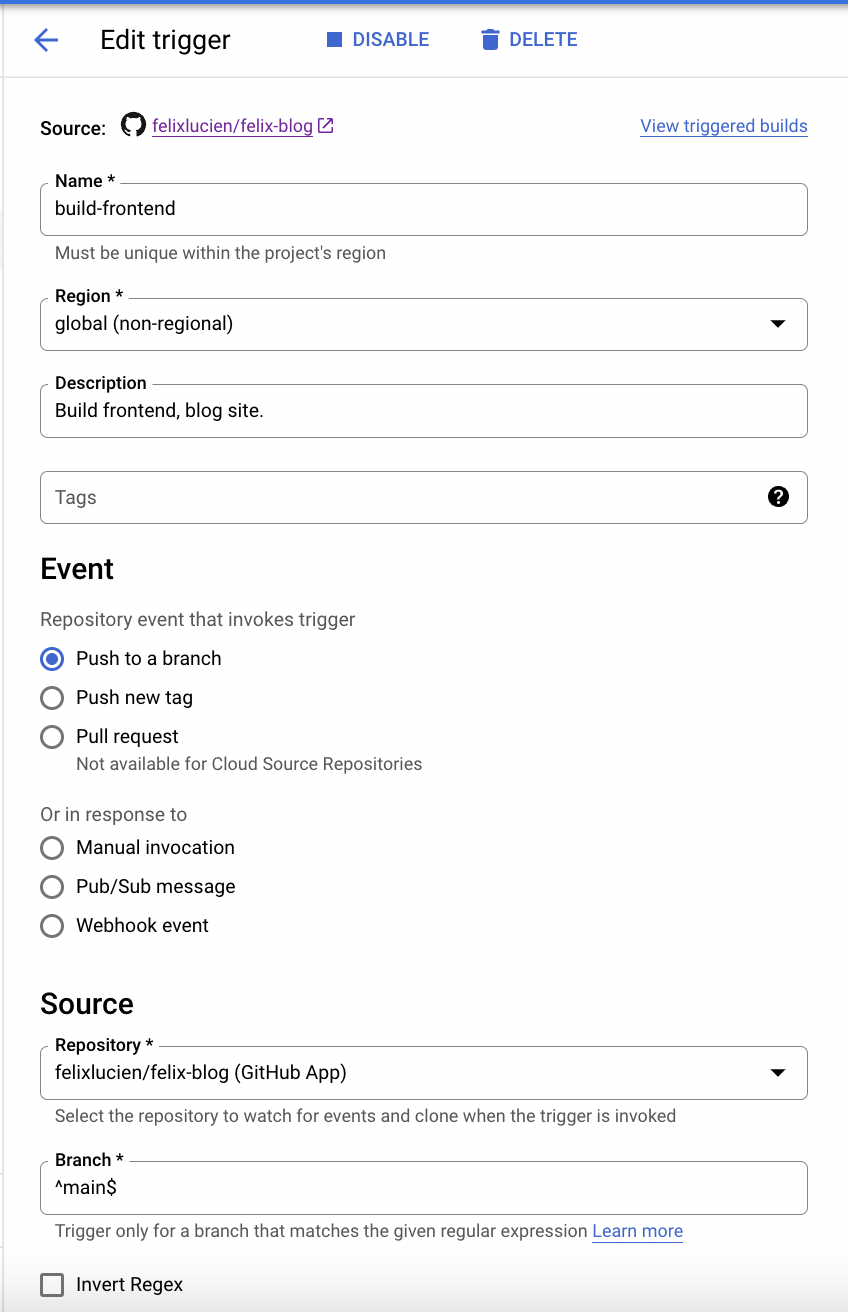 Edit trigger
DISABLE
DELETE
Source:
felixlucien/felix-blog
View triggered builds
Name *
build-frontend
Must be unique within the project's region
Region *
global (non-regional)
Description
Build frontend, blog site.
Tags
Event
Repository event that invokes trigger
Push to a branch
Push new tag
Pull request
Not available for Cloud Source Repositories
Or in response to
Manual invocation
Pub/Sub message
Webhook event
Source
Repository *
felixlucien/felix-blog (GitHub App)
Select the repository to watch for events and clone when the trigger is invoked
Branch *
^main$
Trigger only for a branch that matches the given regular expression Learn more
Invert Regex